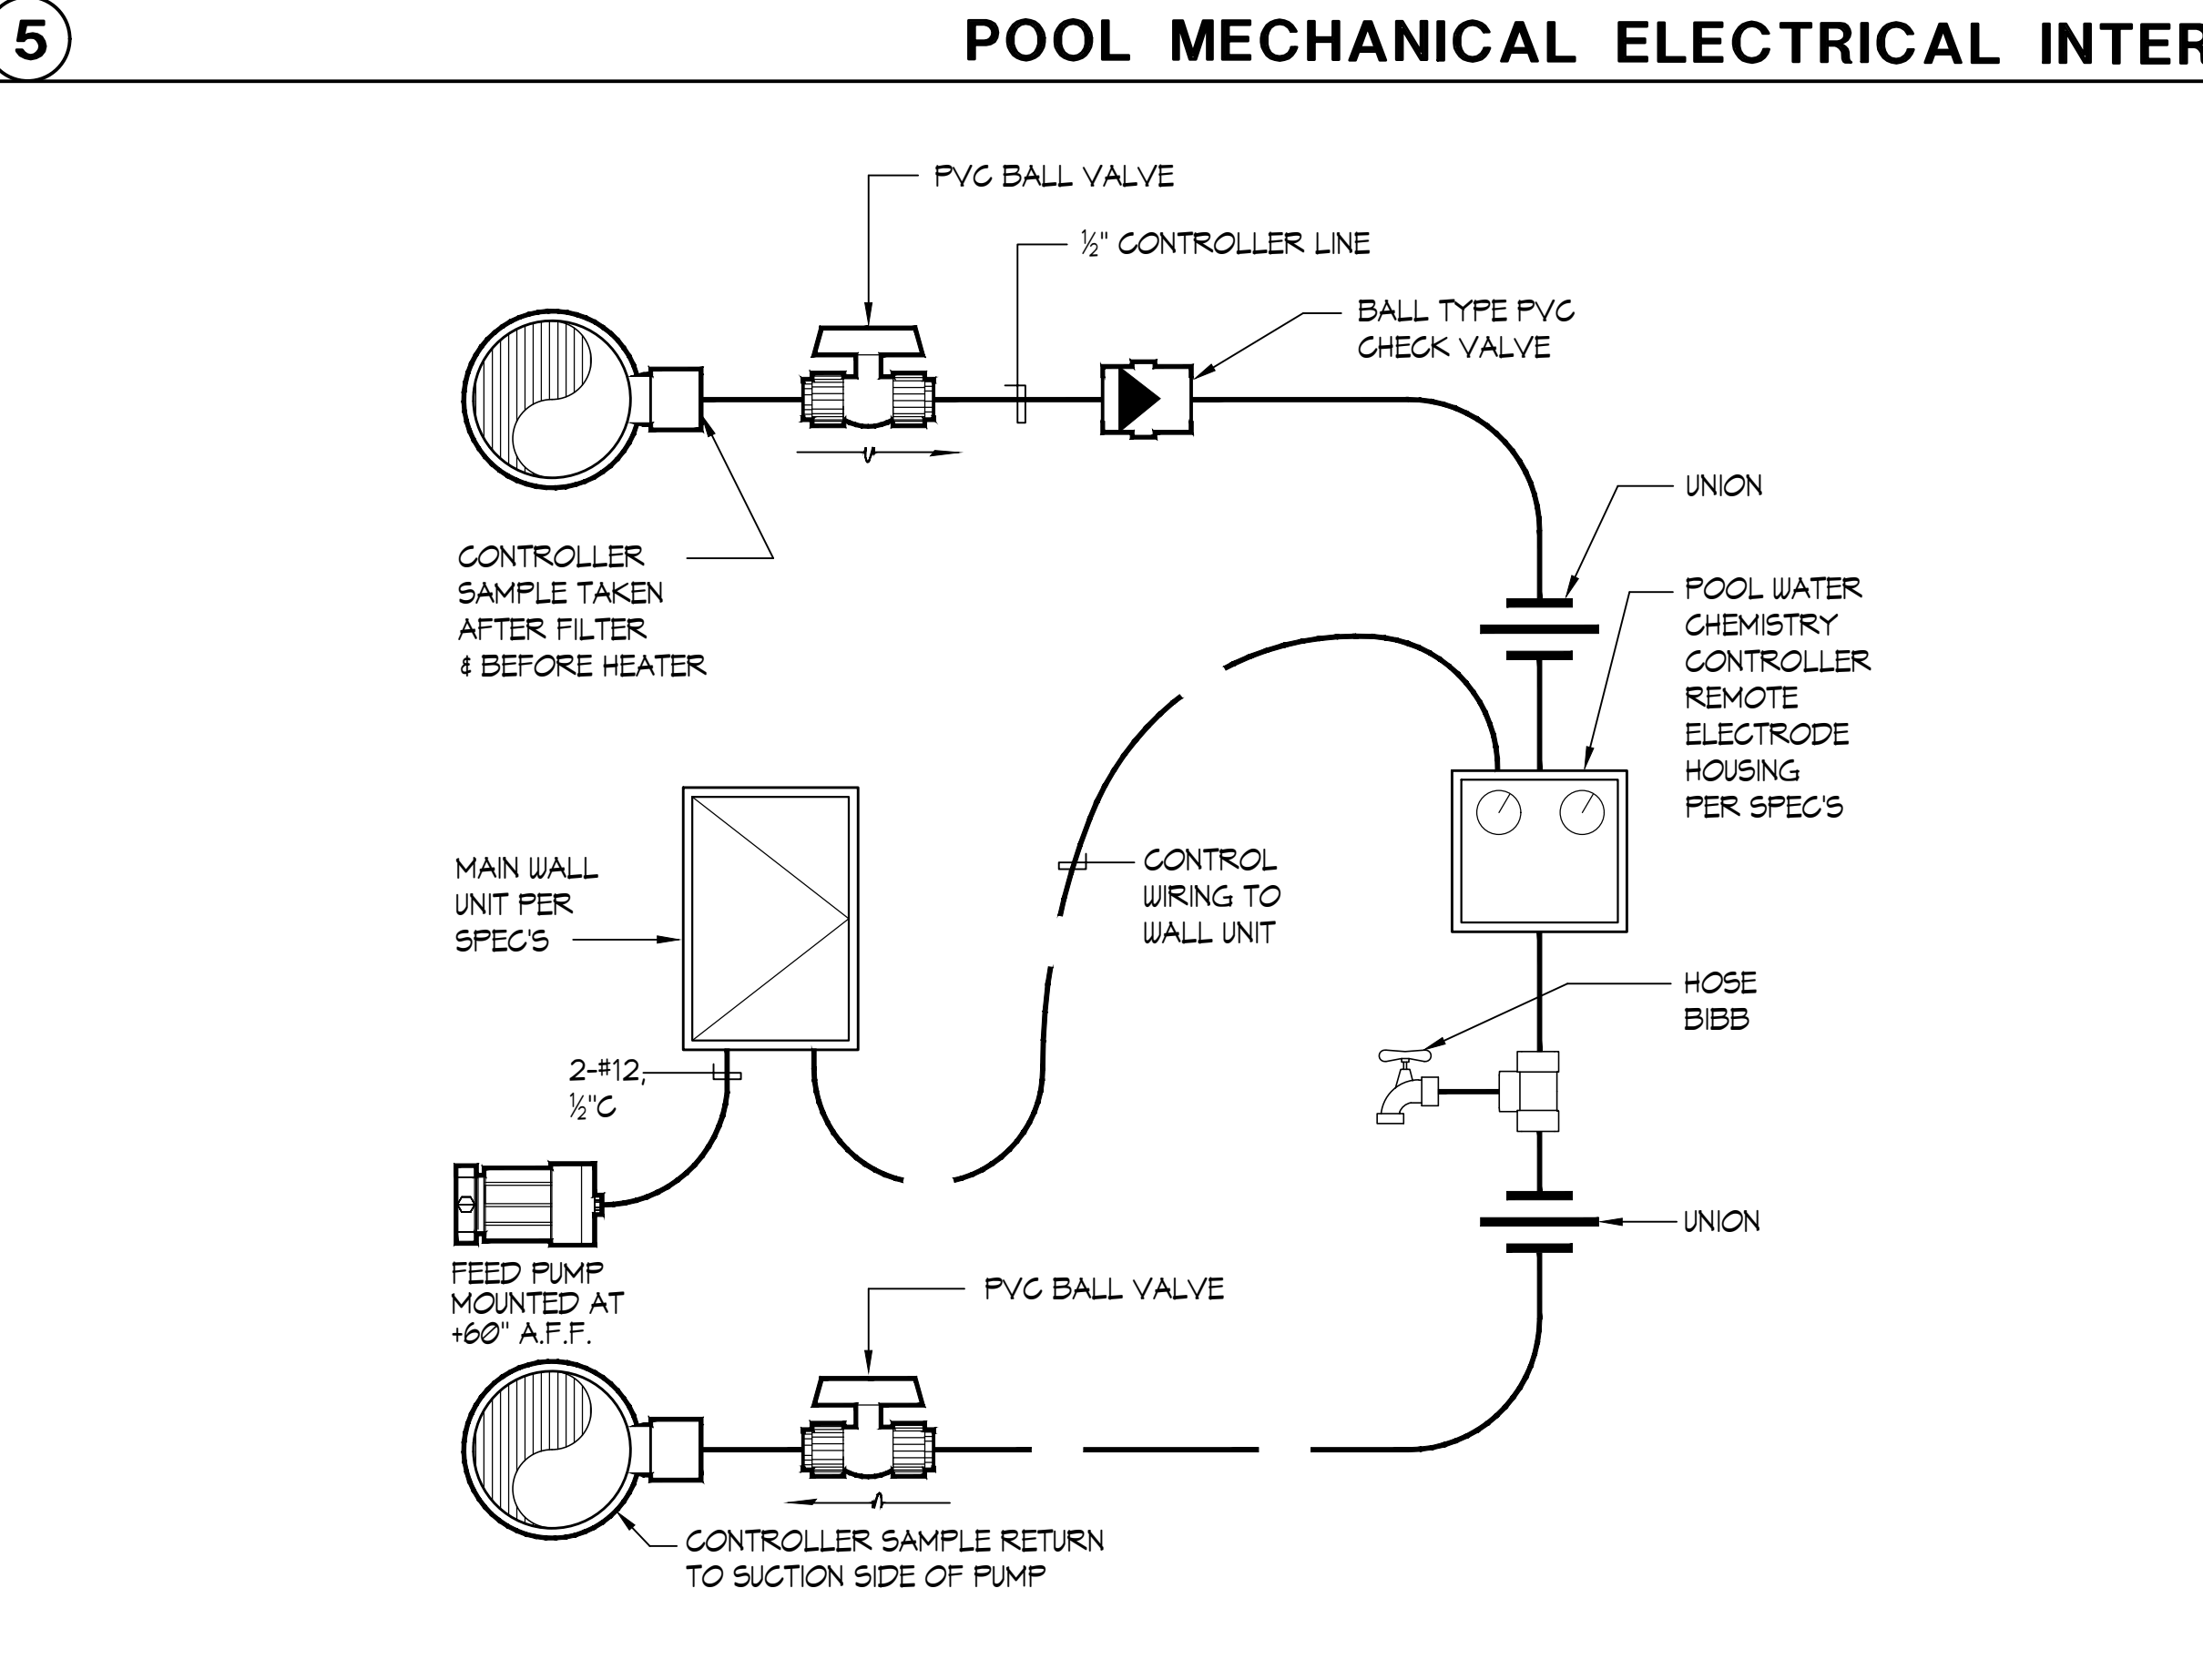 5
POOL MECHANICAL ELECTRICAL INTER
PVC BALL VALVE
½" CONTROLLER LINE
BALL TYPE PVC
CHECK VALVE
UNION
CONTROLLER
SAMPLE TAKEN
AFTER FILTER
& BEFORE HEATER
POOL WATER
CHEMISTRY
CONTROLLER
REMOTE
ELECTRODE
HOUSING
PER SPEC'S
MAIN WALL
UNIT PER
SPEC'S
CONTROL
WIRING TO
WALL UNIT
HOSE
BIBB
2-#12,
½"C
UNION
FEED PUMP
MOUNTED AT
+60" A.F.F.
PVC BALL VALVE
CONTROLLER SAMPLE RETURN
TO SUCTION SIDE OF PUMP